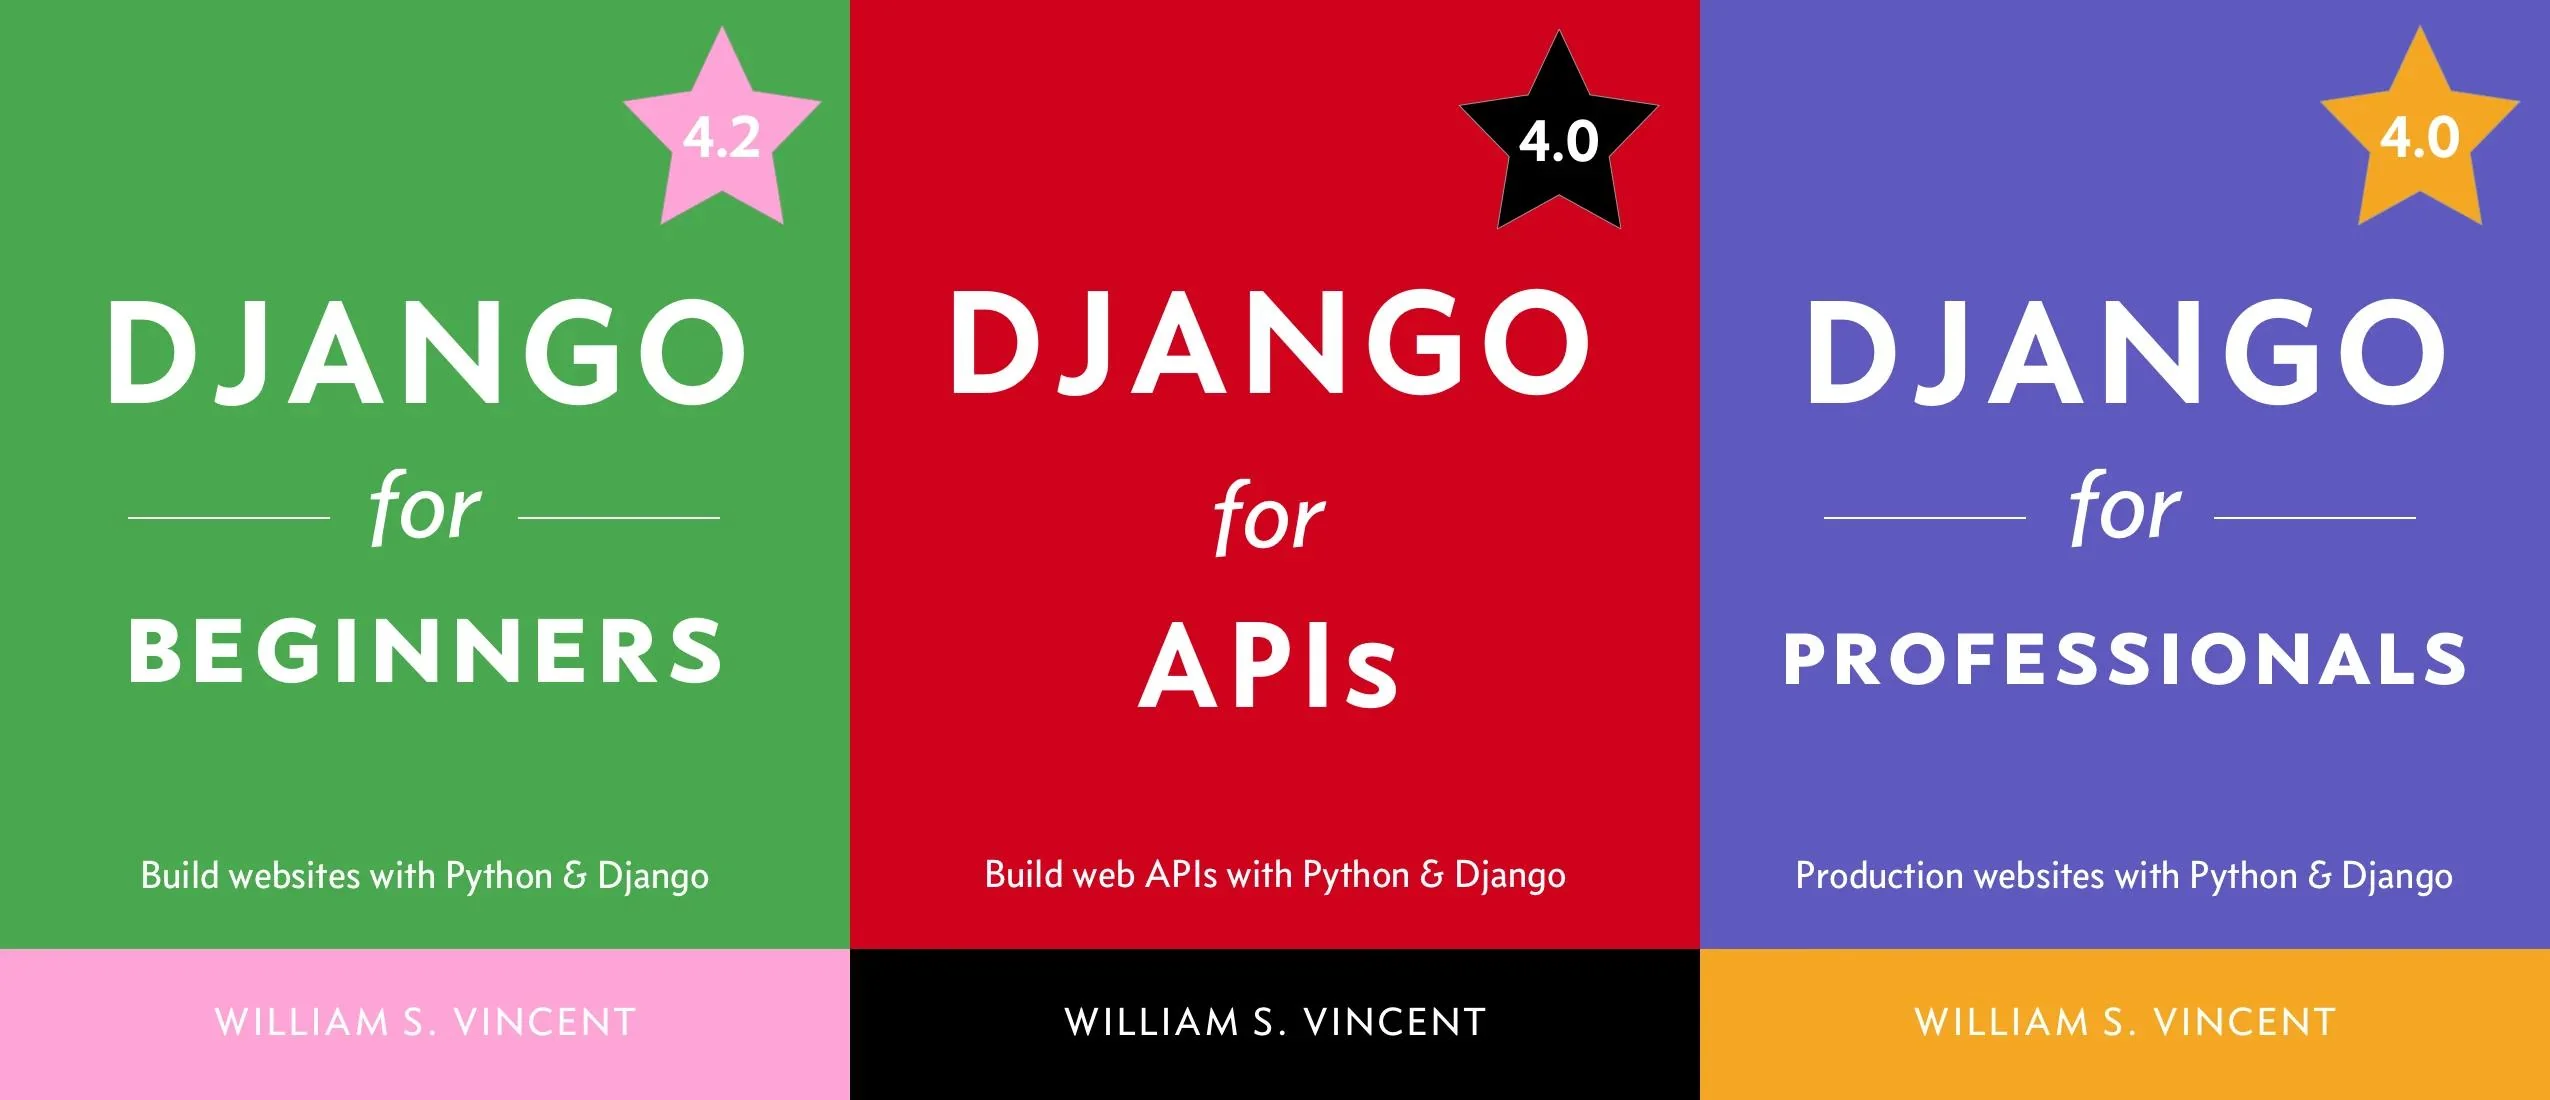 4.2
DJANGO
for
BEGINNERS
Build websites with Python & Django
WILLIAM S. VINCENT
4.0
DJANGO
for
APIs
Build web APIs with Python & Django
WILLIAM S. VINCENT
4.0
DJANGO
for
PROFESSIONALS
Production websites with Python & Django
WILLIAM S. VINCENT